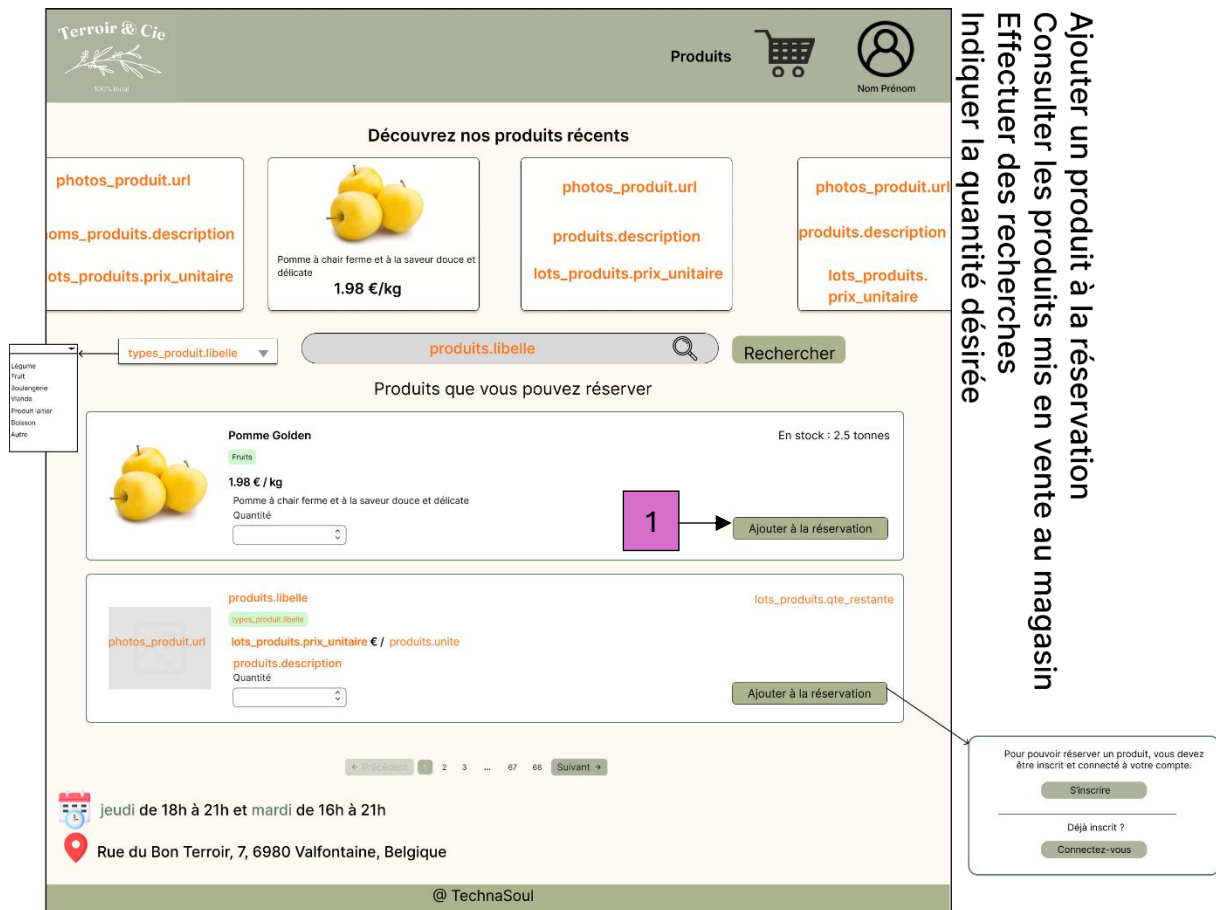 Terroir & Cie
100% local
Produits
Nom Prénom
Découvrez nos produits récents
photos_produit.url
oms_produits.description
ots_produits.prix_unitaire
Pomme à chair ferme et à la saveur douce et
délicate
1.98 €/kg
photos_produit.url
produits.description
lots_produits.prix_unitaire
photos_produit.url
produits.description
lots_produits.
prix_unitaire
types_produit.libelle
produits.libelle
Rechercher
Légume
Fruit
Boulangerie
Viande
Produit laitier
Boisson
Autre
Produits que vous pouvez réserver
Pomme Golden
En stock : 2.5 tonnes
Fruits
1.98 € / kg
Pomme à chair ferme et à la saveur douce et délicate
Quantité
1
Ajouter à la réservation
produits.libelle
lots_produits.qte_restante
types_produit.libelle
photos_produit.url
lots_produits.prix_unitaire € / produits.unite
produits.description
Quantité
Ajouter à la réservation
← Précédent 1 2 3 ... 67 68 Suivant →
jeudi de 18h à 21h et mardi de 16h à 21h
Rue du Bon Terroir, 7, 6980 Valfontaine, Belgique
@ TechnaSoul
Ajouter un produit à la réservation
Consulter les produits mis en vente au magasin
Effectuer des recherches
Indiquer la quantité désirée
Pour pouvoir réserver un produit, vous devez
être inscrit et connecté à votre compte.
S'inscrire
Déjà inscrit ?
Connectez-vous